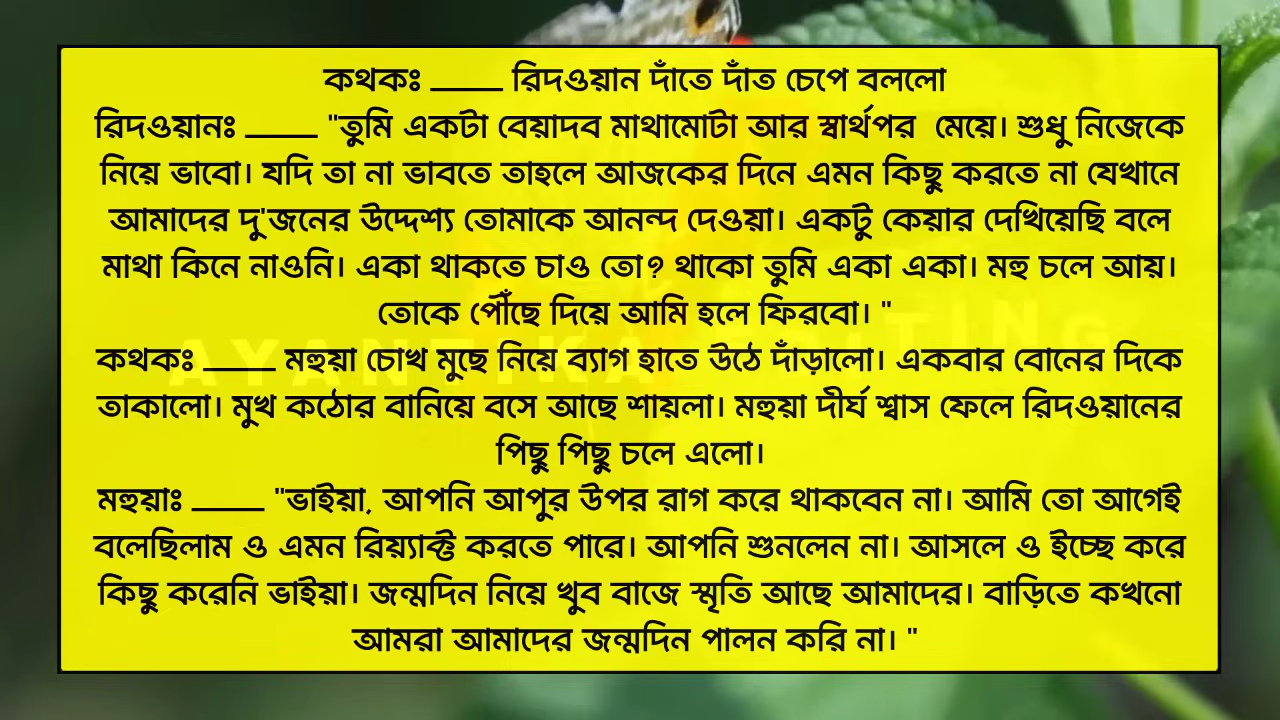 কথকঃ _____ রিদওয়ান দাঁতে দাঁত চেপে বললো
রিদওয়ানঃ _____ "তুমি একটা বেয়াদব মাথামোটা আর স্বার্থপর মেয়ে। শুধু নিজেকে
নিয়ে ভাবো। যদি তা না ভাবতে তাহলে আজকের দিনে এমন কিছু করতে না যেখানে
আমাদের দু'জনের উদ্দেশ্য তোমাকে আনন্দ দেওয়া। একটু কেয়ার দেখিয়েছি বলে
মাথা কিনে নাওনি। একা থাকতে চাও তো? থাকো তুমি একা একা। মহু চলে আয়।
তোকে পৌঁছে দিয়ে আমি হলে ফিরবো। "
কথকঃ _____ মহুয়া চোখ মুছে নিয়ে ব্যাগ হাতে উঠে দাঁড়ালো। একবার বোনের দিকে
তাকালো। মুখ কঠোর বানিয়ে বসে আছে শায়লা। মহুয়া দীর্ঘ শ্বাস ফেলে রিদওয়ানের
পিছু পিছু চলে এলো।
মহুয়াঃ _____ "ভাইয়া, আপনি আপুর উপর রাগ করে থাকবেন না। আমি তো আগেই
বলেছিলাম ও এমন রিয়্যাক্ট করতে পারে। আপনি শুনলেন না। আসলে ও ইচ্ছে করে
কিছু করেনি ভাইয়া। জন্মদিন নিয়ে খুব বাজে স্মৃতি আছে আমাদের। বাড়িতে কখনো
আমরা আমাদের জন্মদিন পালন করি না। "
AYANTIKA EDITING